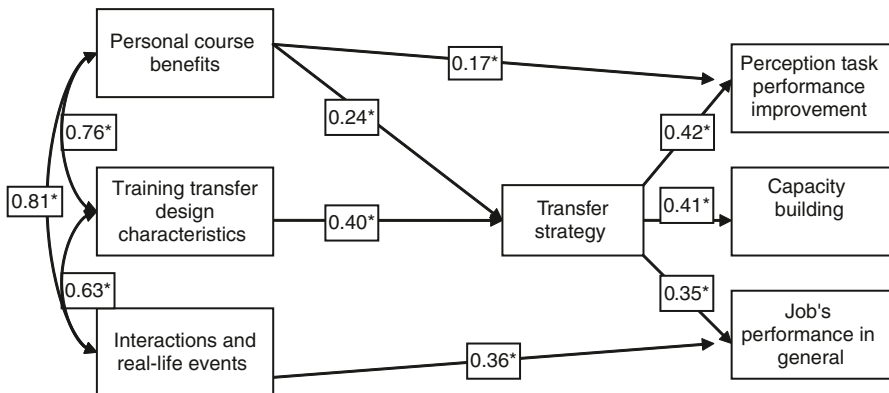 Personal course
benefits
0.17*
Perception task
performance
improvement
0.24*
0.76*
0.42*
0.81*
Training transfer
design
characteristics
0.40*
Transfer
strategy
0.41*
Capacity
building
0.63*
0.35*
Interactions and
real-life events
0.36*
Job's
performance in
general